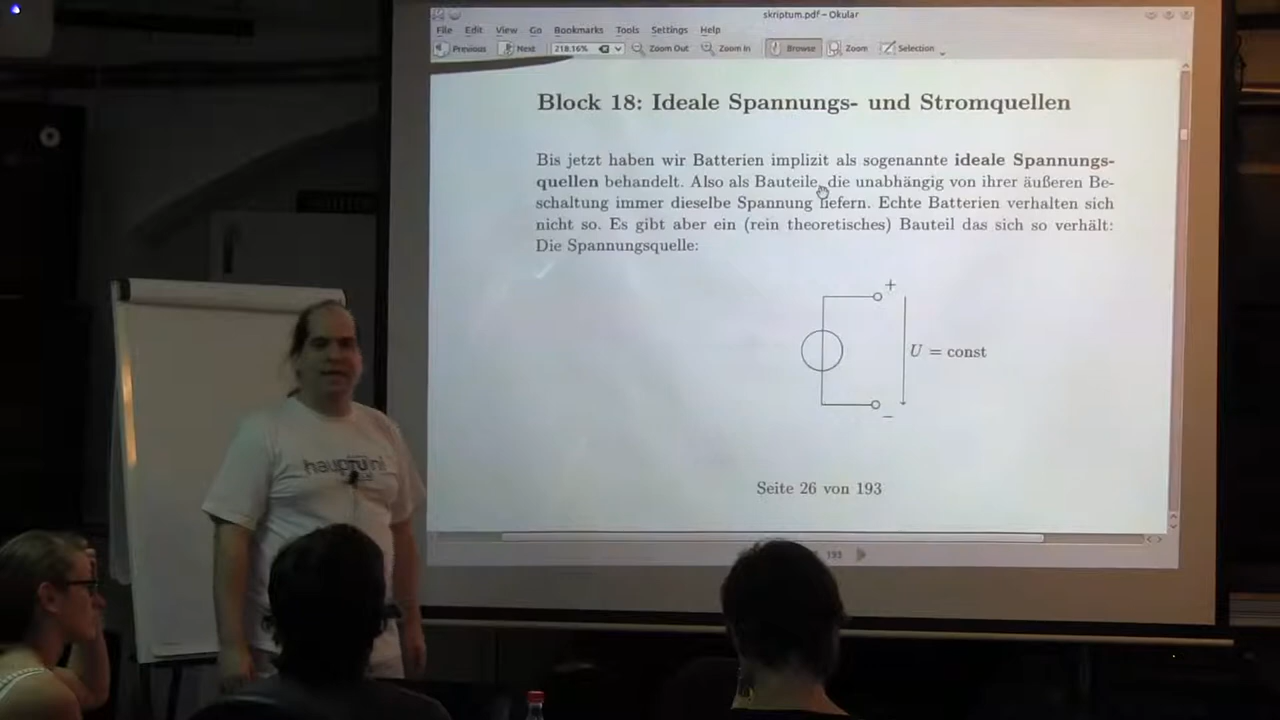 skriptum.pdf – Okular
File Edit View Go Bookmarks Tools Settings Help
Previous Next 218.16% Zoom Out Zoom In Browse Zoom Selection
Block 18: Ideale Spannungs- und Stromquellen
Bis jetzt haben wir Batterien implizit als sogenannte ideale Spannungs-
quellen behandelt. Also als Bauteile, die unabhängig von ihrer äußeren Be-
schaltung immer dieselbe Spannung liefern. Echte Batterien verhalten sich
nicht so. Es gibt aber ein (rein theoretisches) Bauteil das sich so verhält:
Die Spannungsquelle:
+
U = const
–
Seite 26 von 193
193